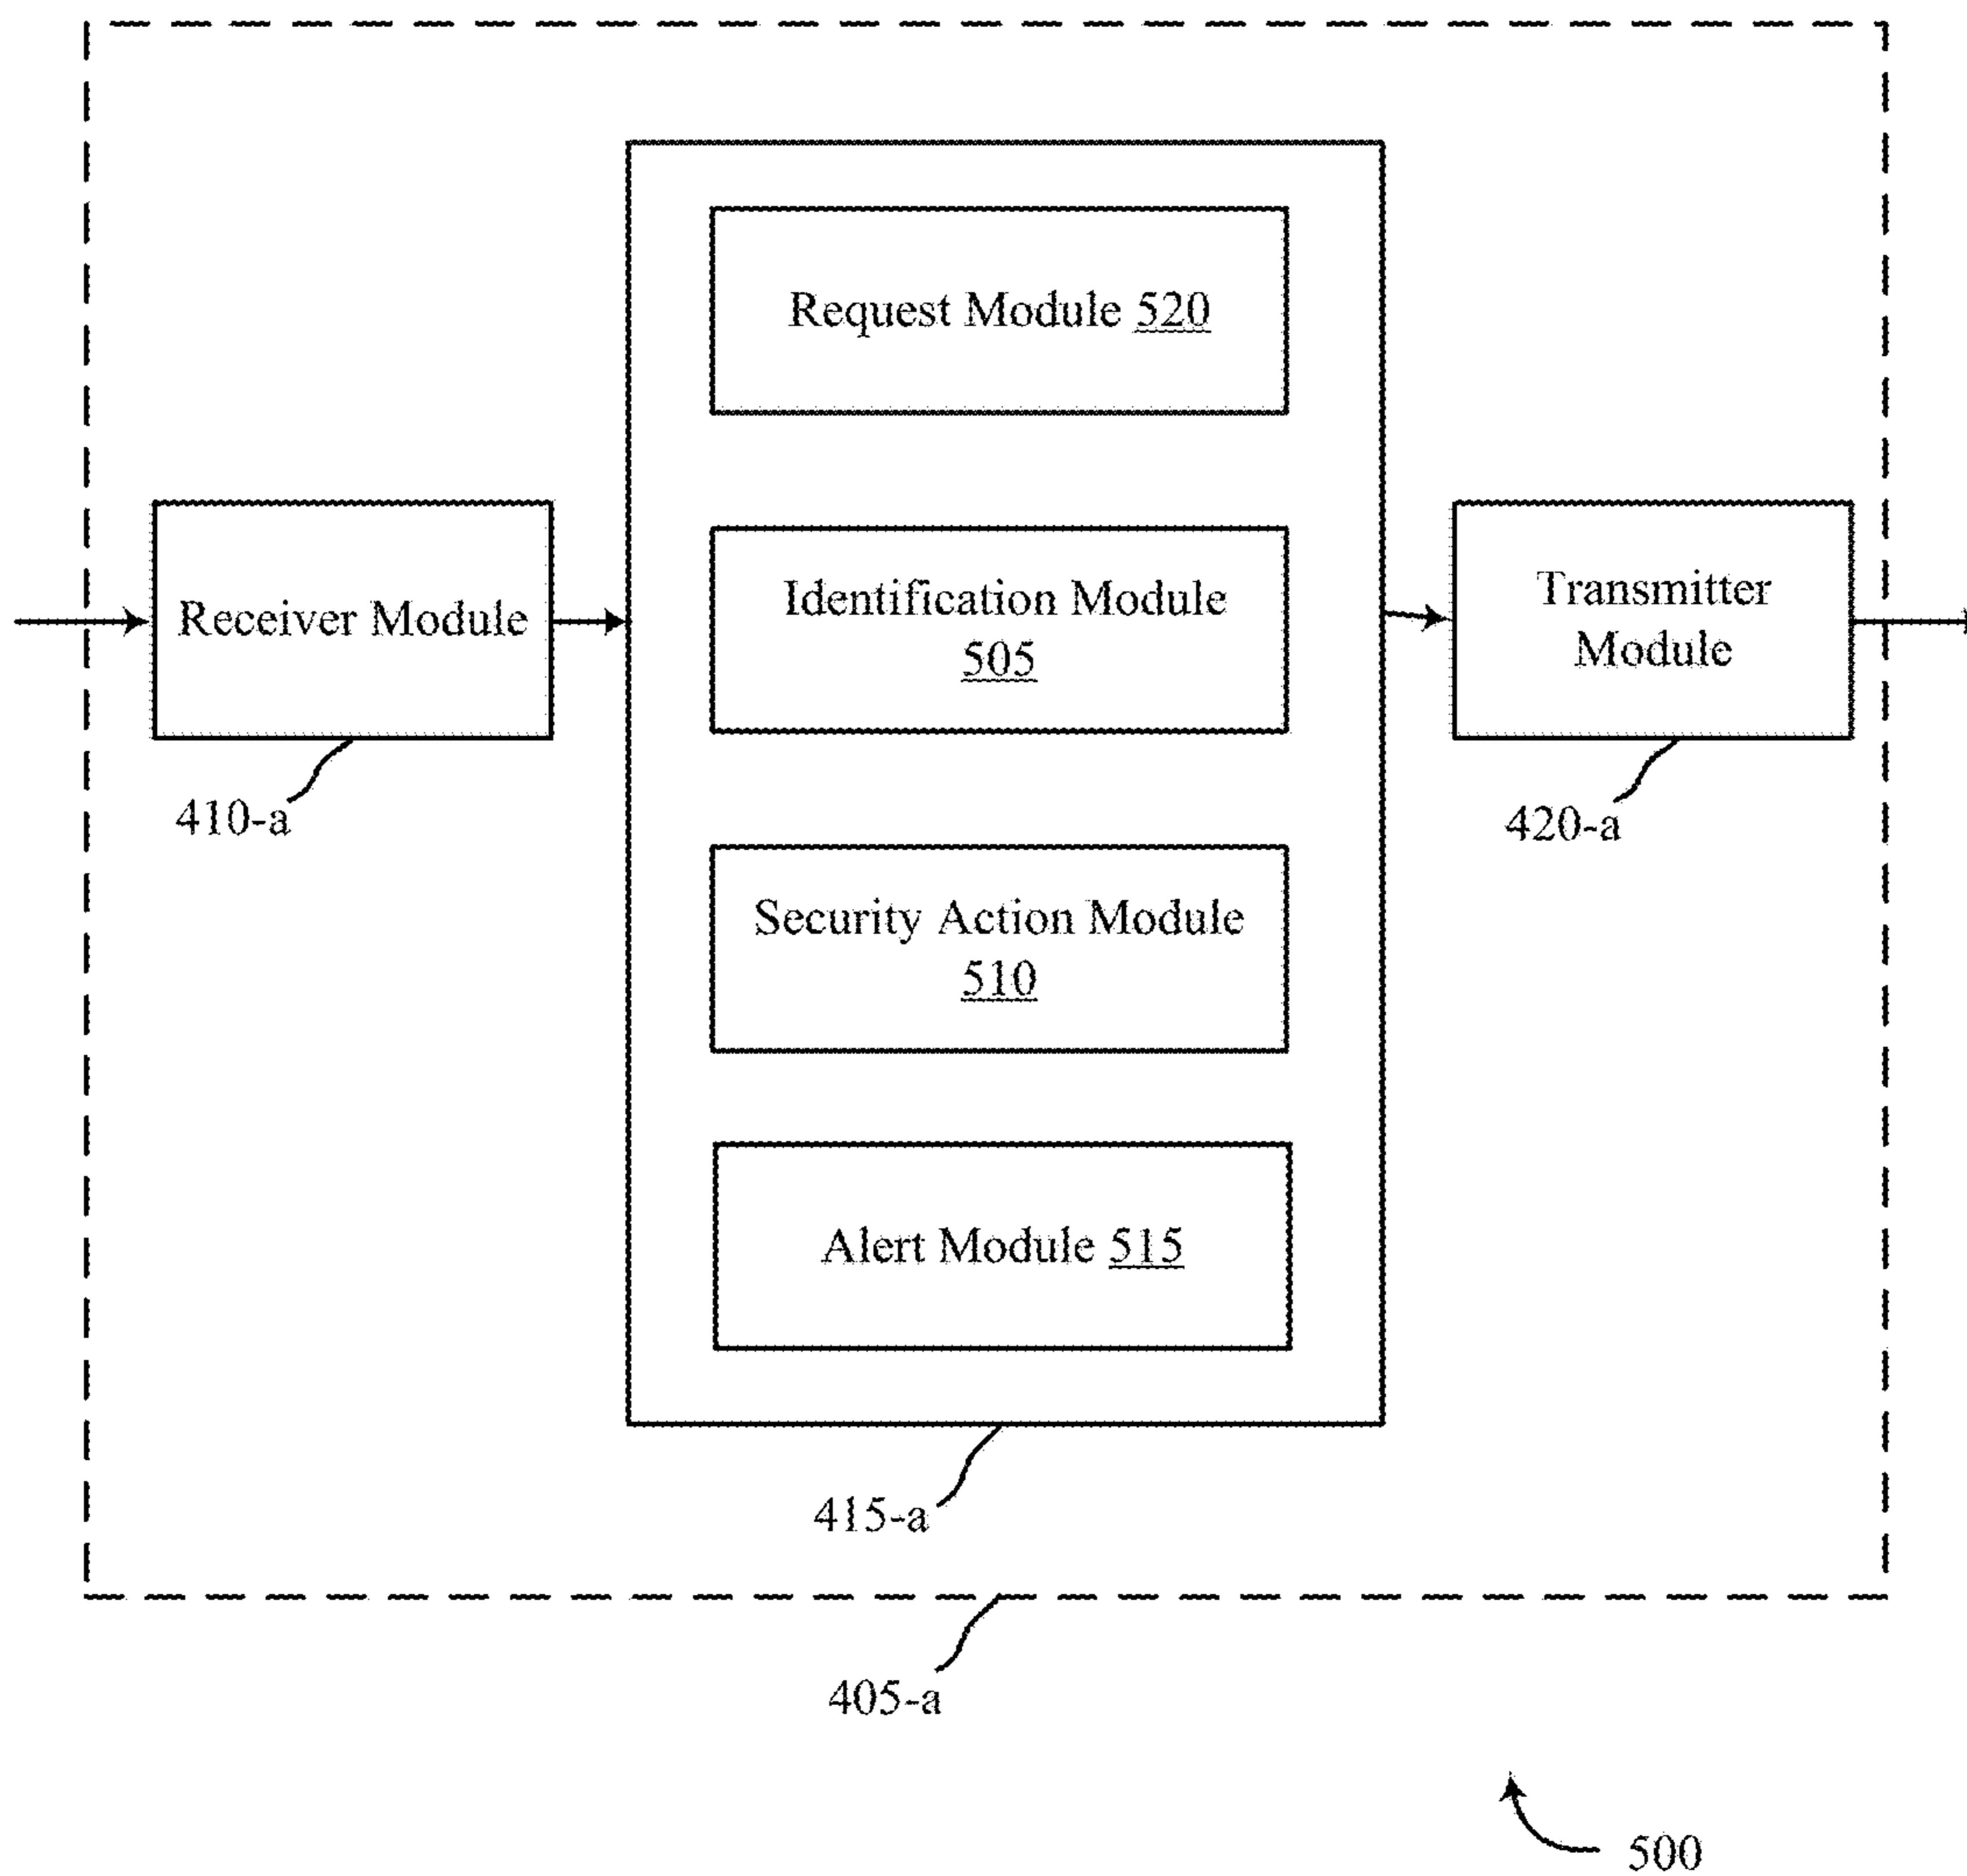 Request Module 520
Receiver Module
410-a
Identification Module
505
Transmitter
Module
420-a
Security Action Module
510
Alert Module 515
415-a
405-a
500